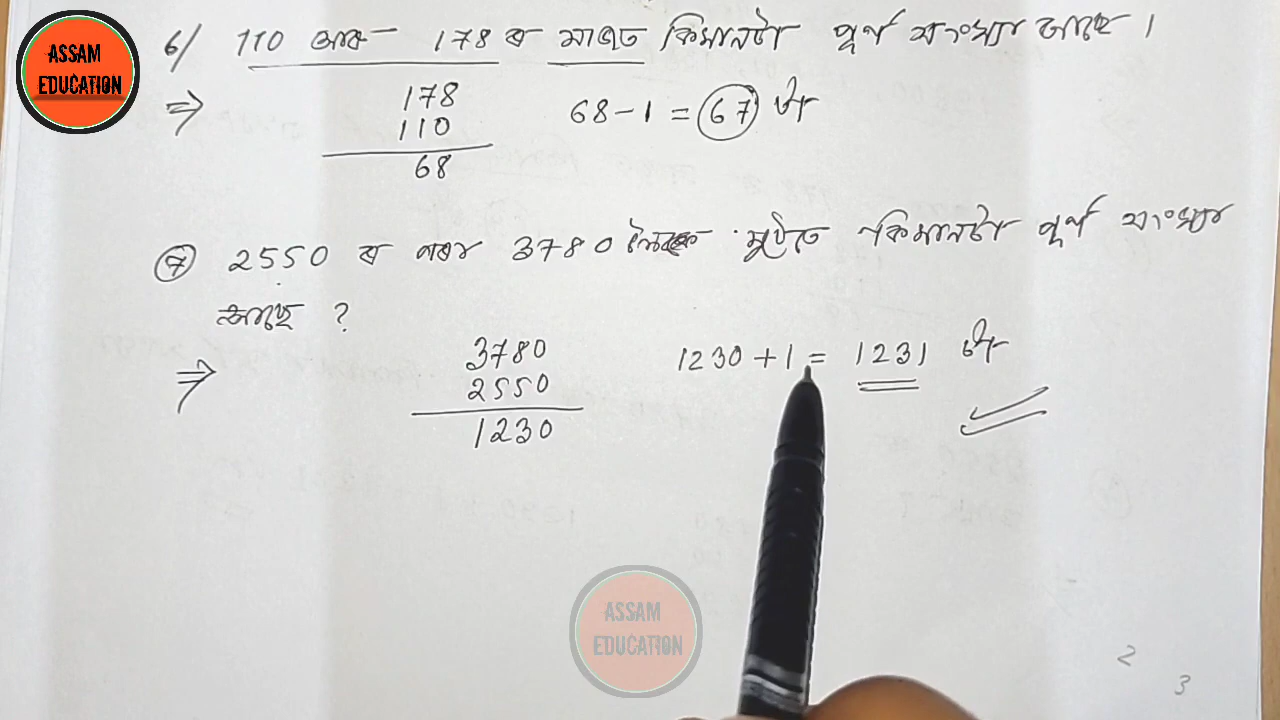 ASSAM
EDUCATION
6/ 110 আৰু 178 ৰ মাজত কিমানটা পূৰ্ণ সংখ্যা আছে।
⇒ 178
110
68
68 - 1 = 67 টা
7 2550 ৰ পৰা 3780 লৈকে মুঠতে কিমানটা পূৰ্ণ সংখ্যা
আছে ?
⇒ 3780
2550
1230
1230 + 1 = 1231 টা
ASSAM
EDUCATION
2
3